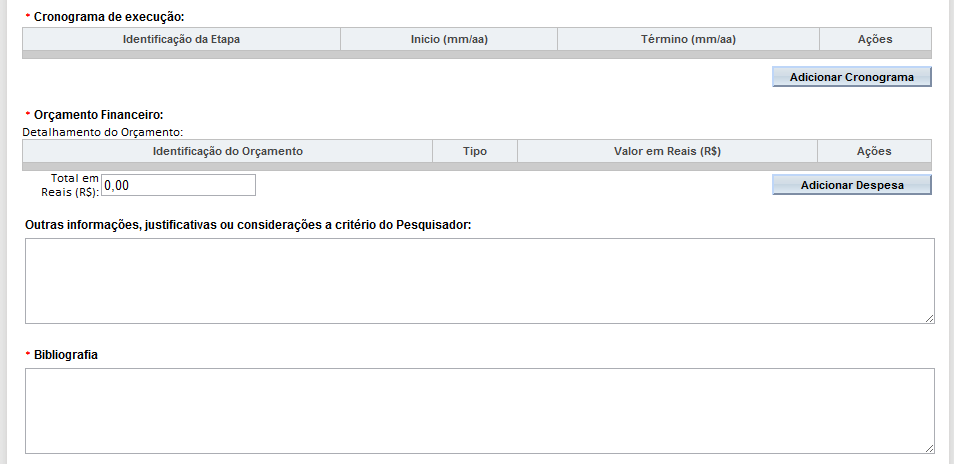 * Cronograma de execução:
Identificação da Etapa Inicio (mm/aa) Término (mm/aa) Ações
Adicionar Cronograma
* Orçamento Financeiro:
Detalhamento do Orçamento:
Identificação do Orçamento Tipo Valor em Reais (R$) Ações
Total em
Reais (R$): 0,00
Adicionar Despesa
Outras informações, justificativas ou considerações a critério do Pesquisador:
* Bibliografia